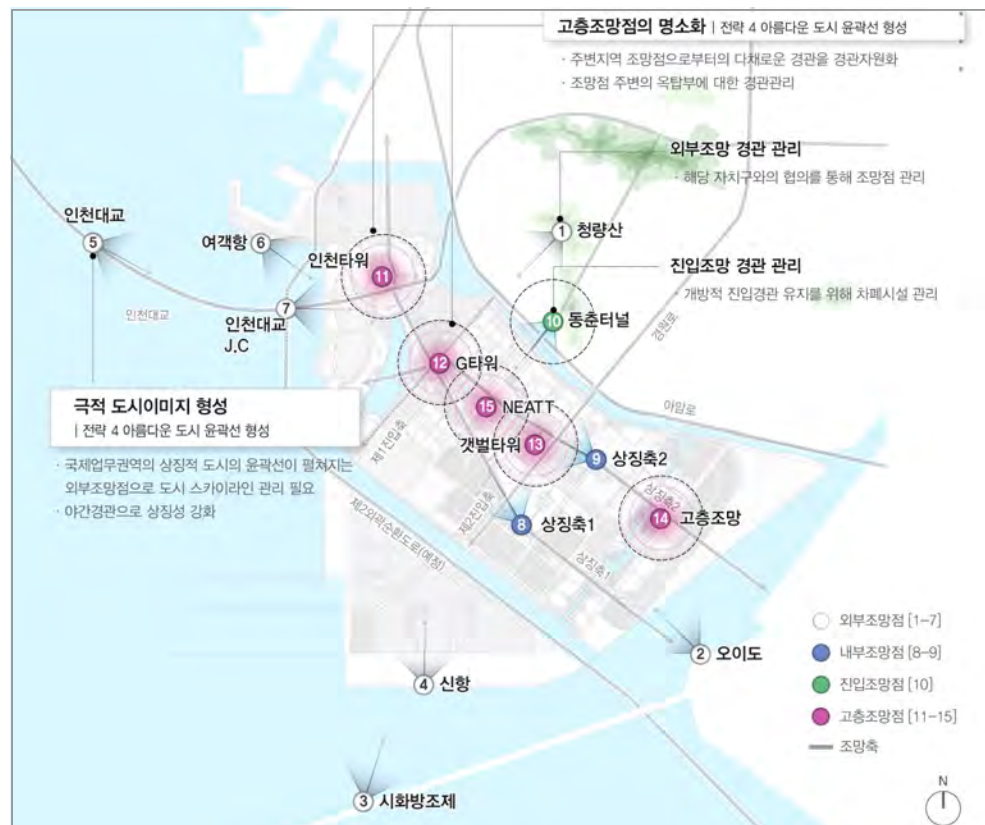 고층조망점의 명소화 | 전략 4 아름다운 도시 윤곽선 형성
· 주변지역 조망점으로부터의 다채로운 경관을 경관자원화
· 조망점 주변의 옥탑부에 대한 경관관리
외부조망 경관 관리
· 해당 자치구와의 협의를 통해 조망점 관리
인천대교
5
여객항
6
1
청량산
인천타워
11
진입조망 경관 관리
· 개방적 진입경관 유지를 위해 차폐시설 관리
7
인천대교
인천대교
J.C
10
동춘터널
경원로
12
G타워
극적 도시이미지 형성
| 전략 4 아름다운 도시 윤곽선 형성
· 국제업무권역의 상징적 도시의 윤곽선이 펼쳐지는
외부조망점으로 도시 스카이라인 관리 필요
· 야간경관으로 상징성 강화
15
NEATT
아암로
제1진입축
갯벌타워
13
9
상징축2
상징축2
제2진입축
8
상징축1
14
고층조망
제2외곽순환도로(예정)
상징축1
2
오이도
4
신항
3
시화방조제
외부조망점 [1-7]
내부조망점 [8-9]
진입조망점 [10]
고층조망점 [11-15]
조망축
N